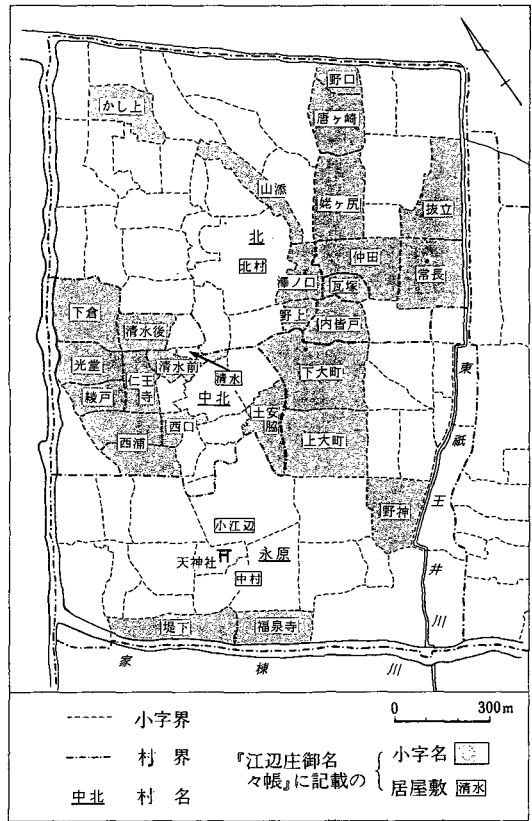 野口
かし上
唐ヶ崎
山添
姥ヶ尻
抜立
北
北村
仲田
常長
澤ノ口
瓦塚
野上
内皆戸
下倉
清水後
光堂
清水前
清水
下大町
仁王寺
中北
綾戸
西口
土安脇
上大町
西浦
東祇王井川
野神
小江辺
天神社
永原
中村
堤下
福泉寺
家棟川
小字界
村界
中北 村名
0 300m
『江辺庄御名々帳』に記載の
小字名
居屋敷 清水